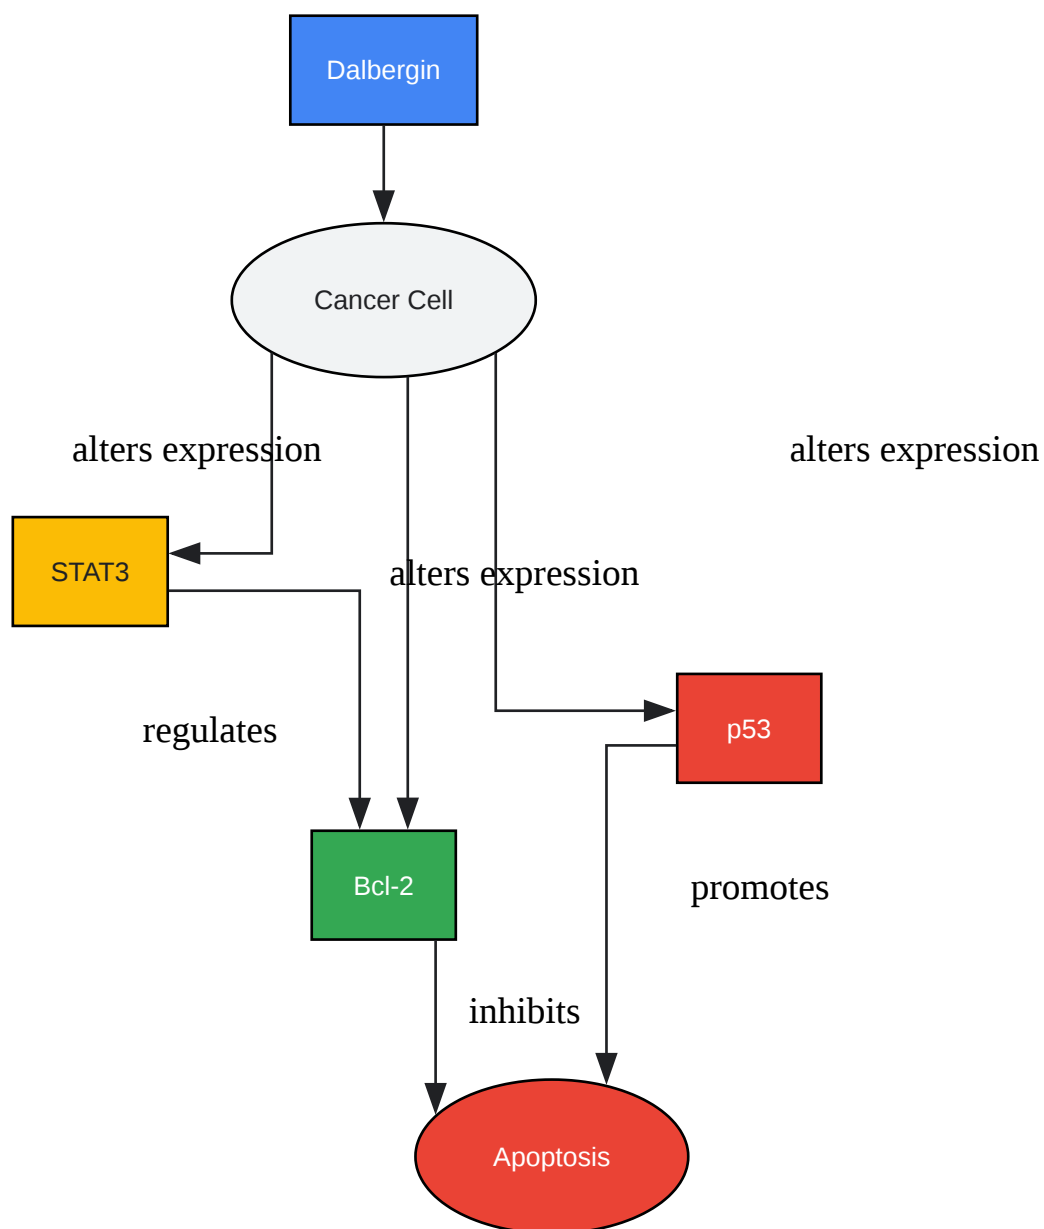 Dalbergin
Cancer Cell
alters expression
alters expression
STAT3
alters expression
regulates
p53
Bcl-2
promotes
inhibits
Apoptosis